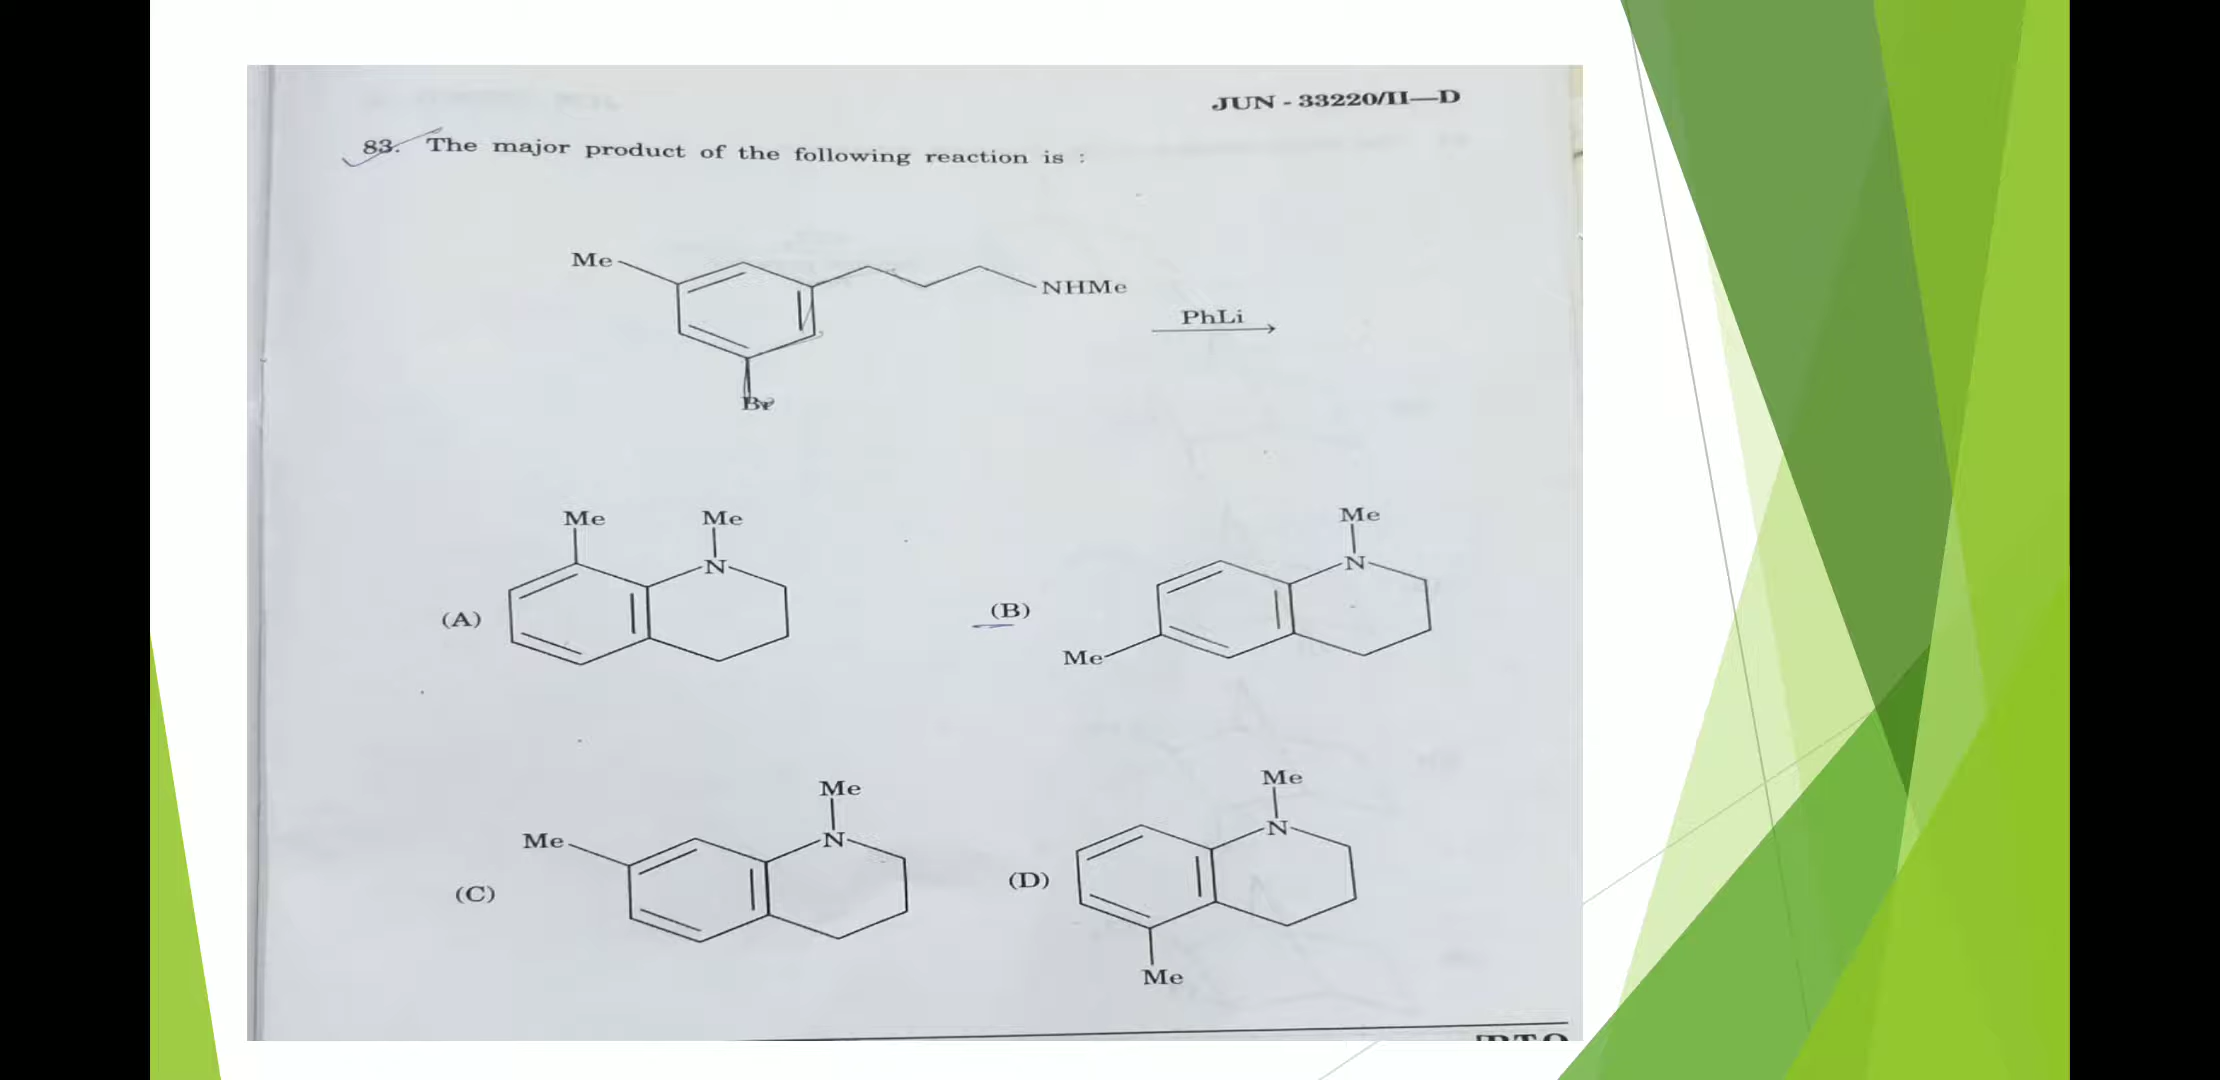 JUN - 33220/II—D
83. The major product of the following reaction is :
Me
NHMe
PhLi
Br
Me Me
N
(A)
Me
N
(B)
Me
Me
Me
N
(C)
Me
N
(D)
Me